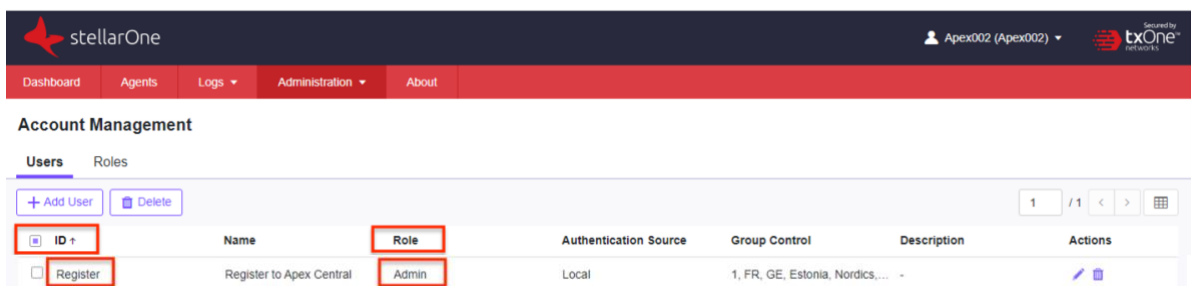 stellarOne
Apex002 (Apex002)
Secured by
txOne™
networks
Dashboard Agents Logs Administration About
Account Management
Users Roles
+ Add User Delete 1 / 1 < >
ID ↑ Name Role Authentication Source Group Control Description Actions
Register Register to Apex Central Admin Local 1, FR, GE, Estonia, Nordics,... -